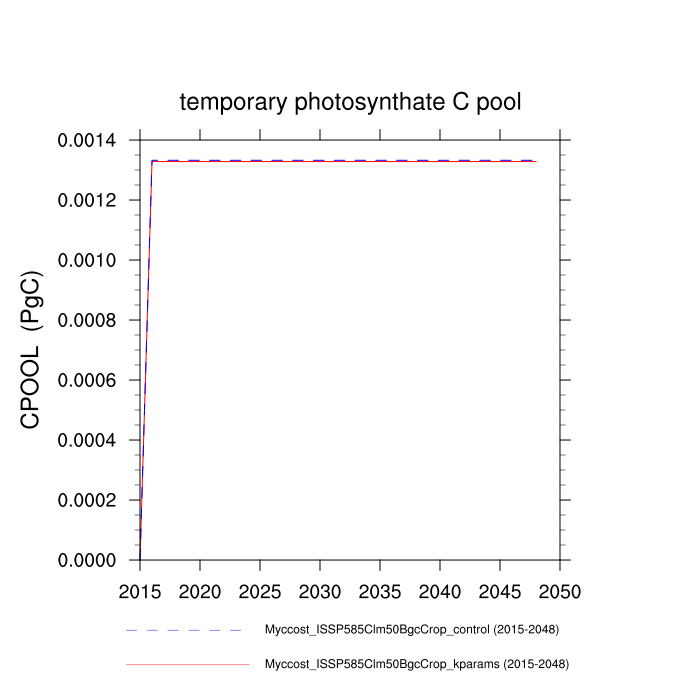 temporary photosynthate C pool
0.0014
0.0012
0.0010
0.0008
0.0006
0.0004
0.0002
0.0000
CPOOL (PgC)
2015 2020 2025 2030 2035 2040 2045 2050
Myccost_ISSP585Clm50BgcCrop_control (2015-2048)
Myccost_ISSP585Clm50BgcCrop_kparams (2015-2048)